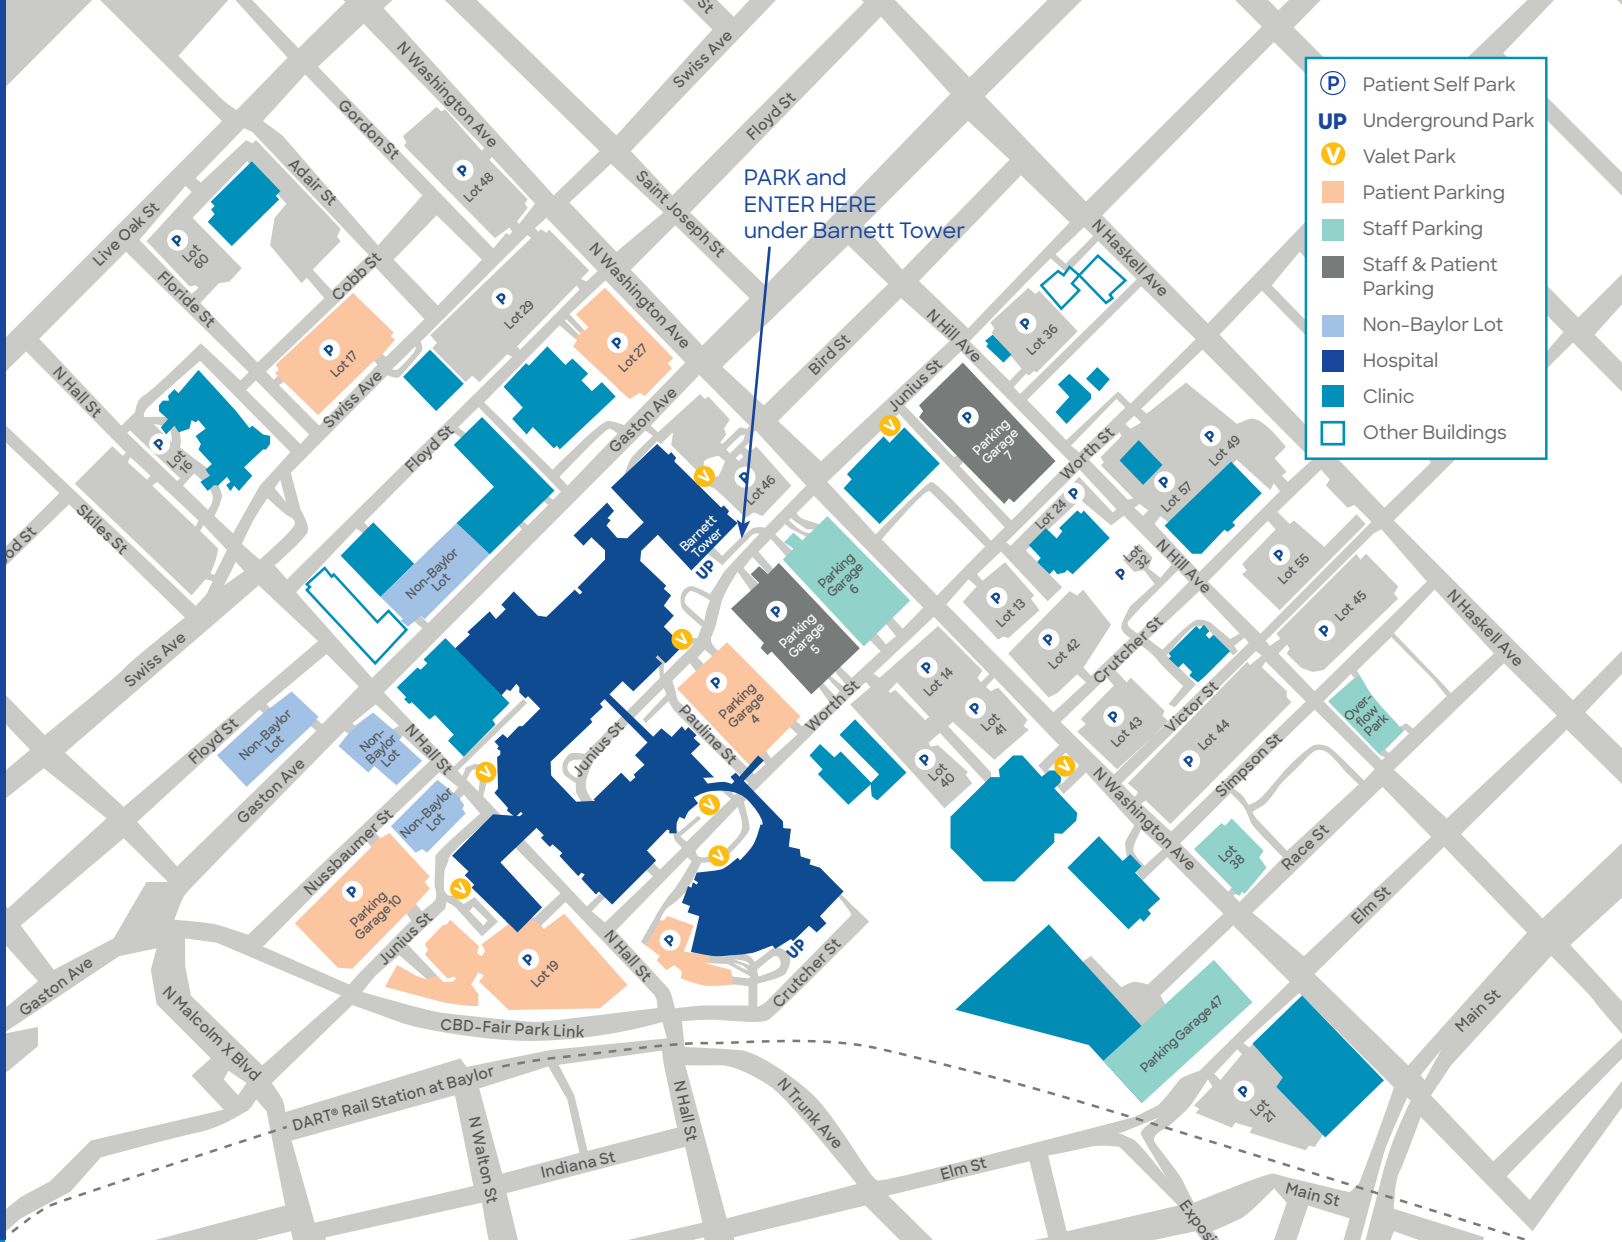 St
N Washington Ave
Swiss Ave
Floyd St
Gordon St
P
Lot 48
Adair St
Saint Joseph St
Live Oak St
P
Lot
60
Floride St
Cobb St
PARK and
ENTER HERE
under Barnett Tower
P Patient Self Park
UP Underground Park
V Valet Park
Patient Parking
Staff Parking
Staff & Patient
Parking
Non-Baylor Lot
Hospital
Clinic
Other Buildings
N Haskell Ave
N Washington Ave
P
Lot 29
P
Lot 17
P
Lot 27
Swiss Ave
N Hall St
P
Lot
16
Floyd St
Gaston Ave
Bird St
N Hill Ave
P
Lot 36
Junius St
V
P
Parking
Garage
7
Worth St
P
Lot 49
P
Lot 57
P
Lot 24
V
P
Lot 46
Barnett
Tower
UP
Skiles St
od St
Non-Baylor
Lot
Parking
Garage
6
P
Parking
Garage
5
Lot
32
P
N Hill Ave
P
Lot 55
P
Lot 45
N Haskell Ave
P
Lot 13
P
Lot 42
Crutcher St
V
Swiss Ave
P
Parking
Garage
4
P
Lot 14
P
Lot
41
P
Lot 43
Victor St
P
Lot 44
Over-
flow
Park
Worth St
Pauline St
Junius St
Floyd St
Non-Baylor
Lot
Non-
Baylor
Lot
N Hall St
V
P
Lot
40
V
N Washington Ave
Simpson St
Gaston Ave
Non-Baylor
Lot
Nussbaumer St
V
V
Lot
38
Race St
P
Parking
Garage 10
V
Junius St
P
Lot 19
N Hall St
P
UP
Crutcher St
Elm St
Gaston Ave
N Malcolm X Blvd
CBD-Fair Park Link
Parking Garage 47
Main St
DART® Rail Station at Baylor
N Hall St
N Trunk Ave
P
Lot
21
N Walton St
Indiana St
Elm St
Main St
Exposi